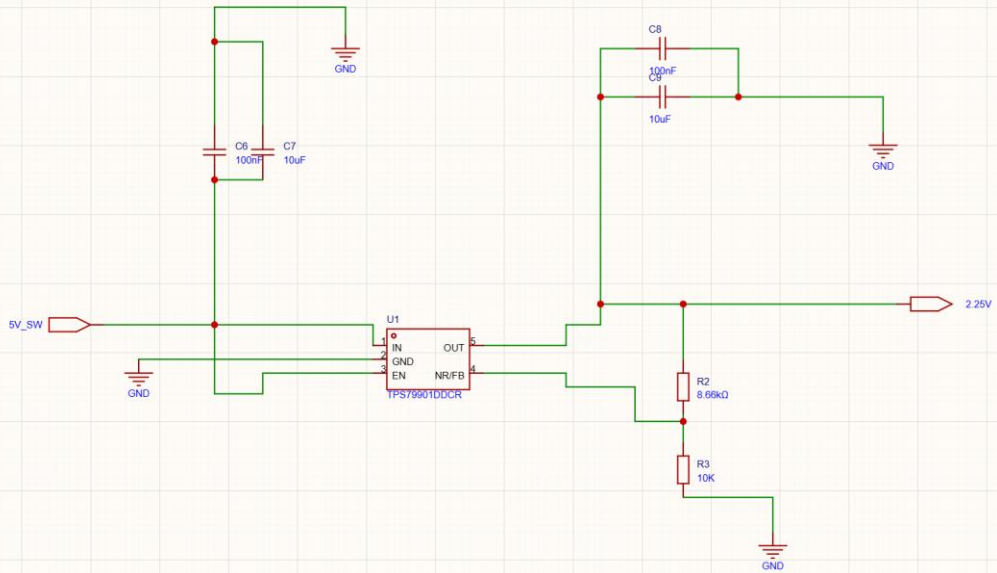 GND
C8
100nF
C9
10uF
C6
100nF
C7
10uF
GND
5V_SW
2.25V
U1
1
IN
OUT
5
2
GND
3
EN
NR/FB
4
TPS79901DDCR
GND
R2
8.66kΩ
R3
10K
GND